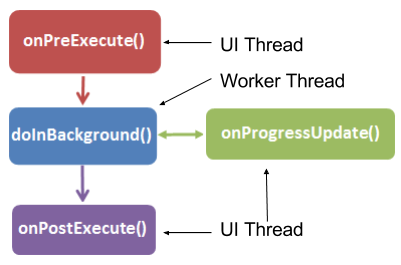 onPreExecute()
UI Thread
Worker Thread
doInBackground()
onProgressUpdate()
onPostExecute()
UI Thread